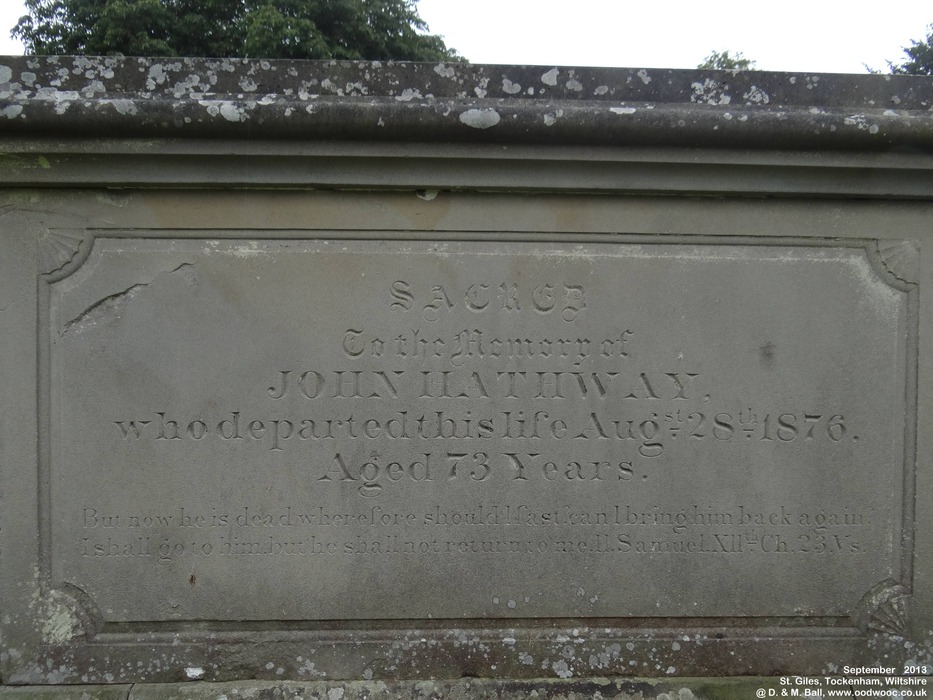 SACRED
To the Memory of
JOHN HATHWAY,
who departed this life Augst 28th 1876.
Aged 73 Years.
But now he is dead wherefore should I fast can I bring him back again.
I shall go to him, but he shall not return to me. II. Samuel. XIIth Ch. 23. Vs.
September 2013
St. Giles, Tockenham, Wiltshire
@ D. & M. Ball, www.oodwooc.co.uk